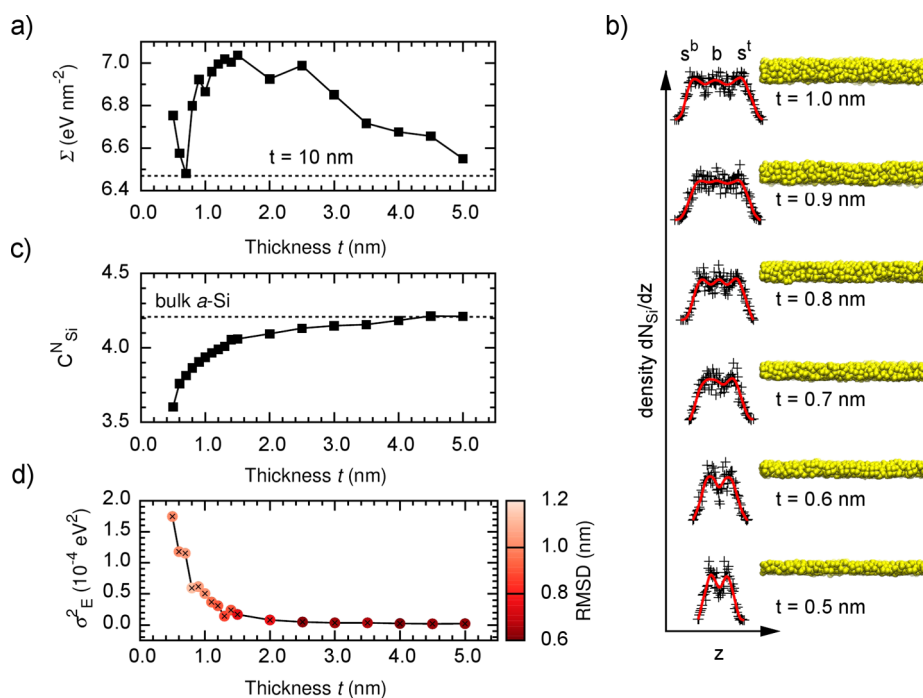 a)
Σ (eV nm⁻²)
7.0
6.8
6.6
6.4
t = 10 nm
0.0 1.0 2.0 3.0 4.0 5.0
Thickness t (nm)
c)
C^N_Si
4.5
4.0
3.5
bulk a-Si
0.0 1.0 2.0 3.0 4.0 5.0
Thickness t (nm)
d)
σ²_E (10⁻⁴ eV²)
2.0
1.5
1.0
0.5
0.0
0.0 1.0 2.0 3.0 4.0 5.0
Thickness t (nm)
1.2
1.0
0.8
0.6
RMSD (nm)
b)
s^b b s^t
t = 1.0 nm
t = 0.9 nm
t = 0.8 nm
t = 0.7 nm
t = 0.6 nm
t = 0.5 nm
density dN_Si/dz
z